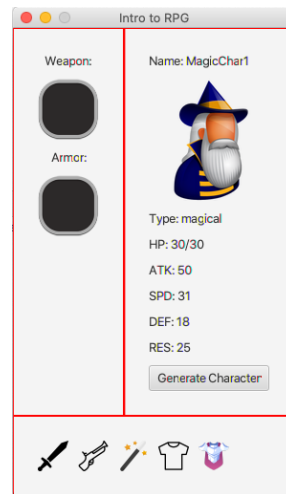 Intro to RPG
Weapon:
Armor:
Name: MagicChar1
Type: magical
HP: 30/30
ATK: 50
SPD: 31
DEF: 18
RES: 25
Generate Character